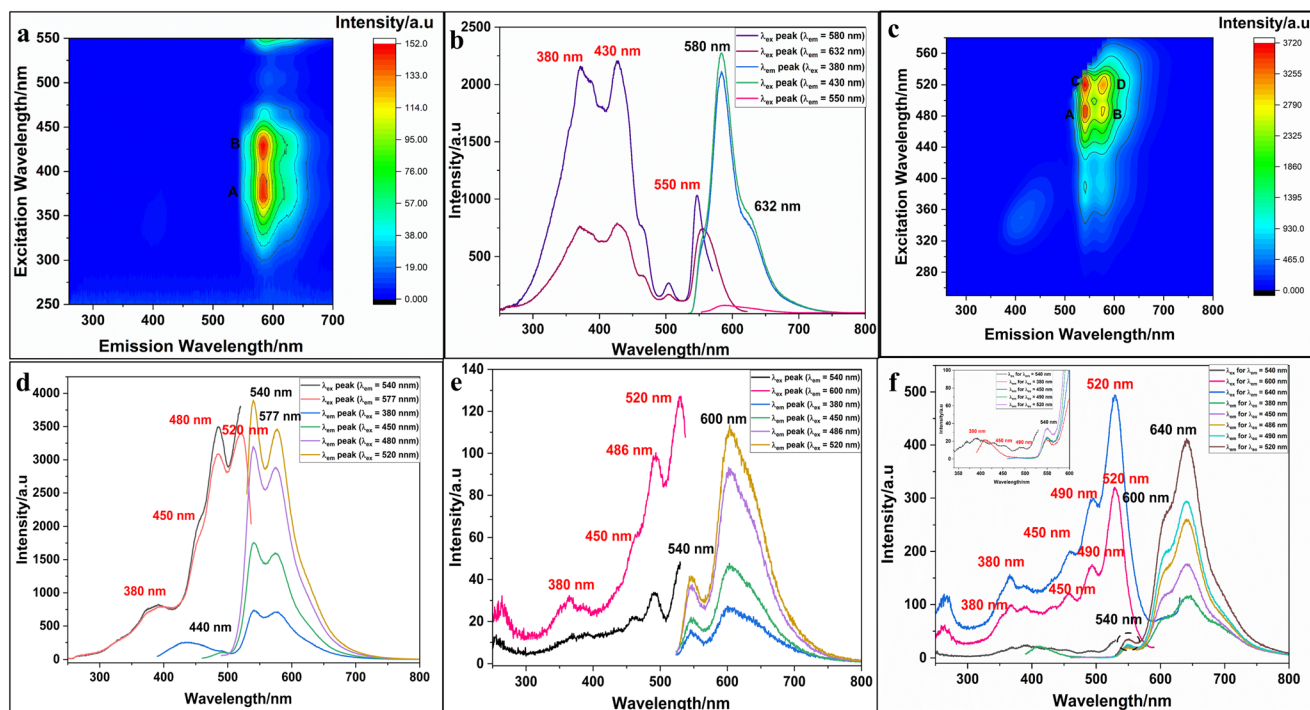 a
Intensity/a.u
152.0
133.0
114.0
95.00
76.00
57.00
38.00
19.00
0.000
Excitation Wavelength/nm
550
500
450
400
350
300
250
B
A
300 400 500 600 700
Emission Wavelength/nm
b
Intensity/a.u
2500
2000
1500
1000
500
380 nm
430 nm
580 nm
550 nm
632 nm
λex peak (λem = 580 nm)
λex peak (λem = 632 nm)
λem peak (λex = 380 nm)
λem peak (λex = 430 nm)
λex peak (λem = 550 nm)
300 400 500 600 700 800
Wavelength/nm
c
Intensity/a.u
3720
3255
2790
2325
1860
1395
930.0
465.0
0.000
Excitation Wavelength/nm
560
520
480
440
400
360
320
280
C
D
A
B
300 400 500 600 700 800
Emission Wavelength/nm
d
Intensity/a.u
4000
3750
3500
3250
3000
2750
2500
2250
2000
1750
1500
1250
1000
750
500
250
0
540 nm
577 nm
480 nm
520 nm
450 nm
380 nm
440 nm
λex peak (λem = 540 nnm)
λex peak (λem = 577 nnm)
λem peak (λex = 380 nnm)
λem peak (λex = 450 nnm)
λem peak (λex = 480 nnm)
λem peak (λex = 520 nnm)
200 300 400 500 600 700 800
Wavelength/nm
e
Intensity/a.u
140
120
100
80
60
40
20
0
520 nm
600 nm
486 nm
450 nm
540 nm
380 nm
λex peak (λem = 540 nm)
λex peak (λem = 600 nm)
λem peak (λex = 380 nm)
λem peak (λex = 450 nm)
λem peak (λex = 486 nm)
λem peak (λex = 520 nm)
300 400 500 600 700 800
Wavelength/nm
f
Intensity/a.u
500
400
300
200
100
0
520 nm
640 nm
490 nm
520 nm
600 nm
450 nm
490 nm
380 nm
450 nm
540 nm
λex for λem = 540 nm
λex for λem = 600 nm
λex for λem = 640 nm
λem for λex = 380 nm
λem for λex = 450 nm
λem for λex = 486 nm
λem for λex = 490 nm
λem for λex = 520 nm
300 400 500 600 700 800
Wavelength/nm